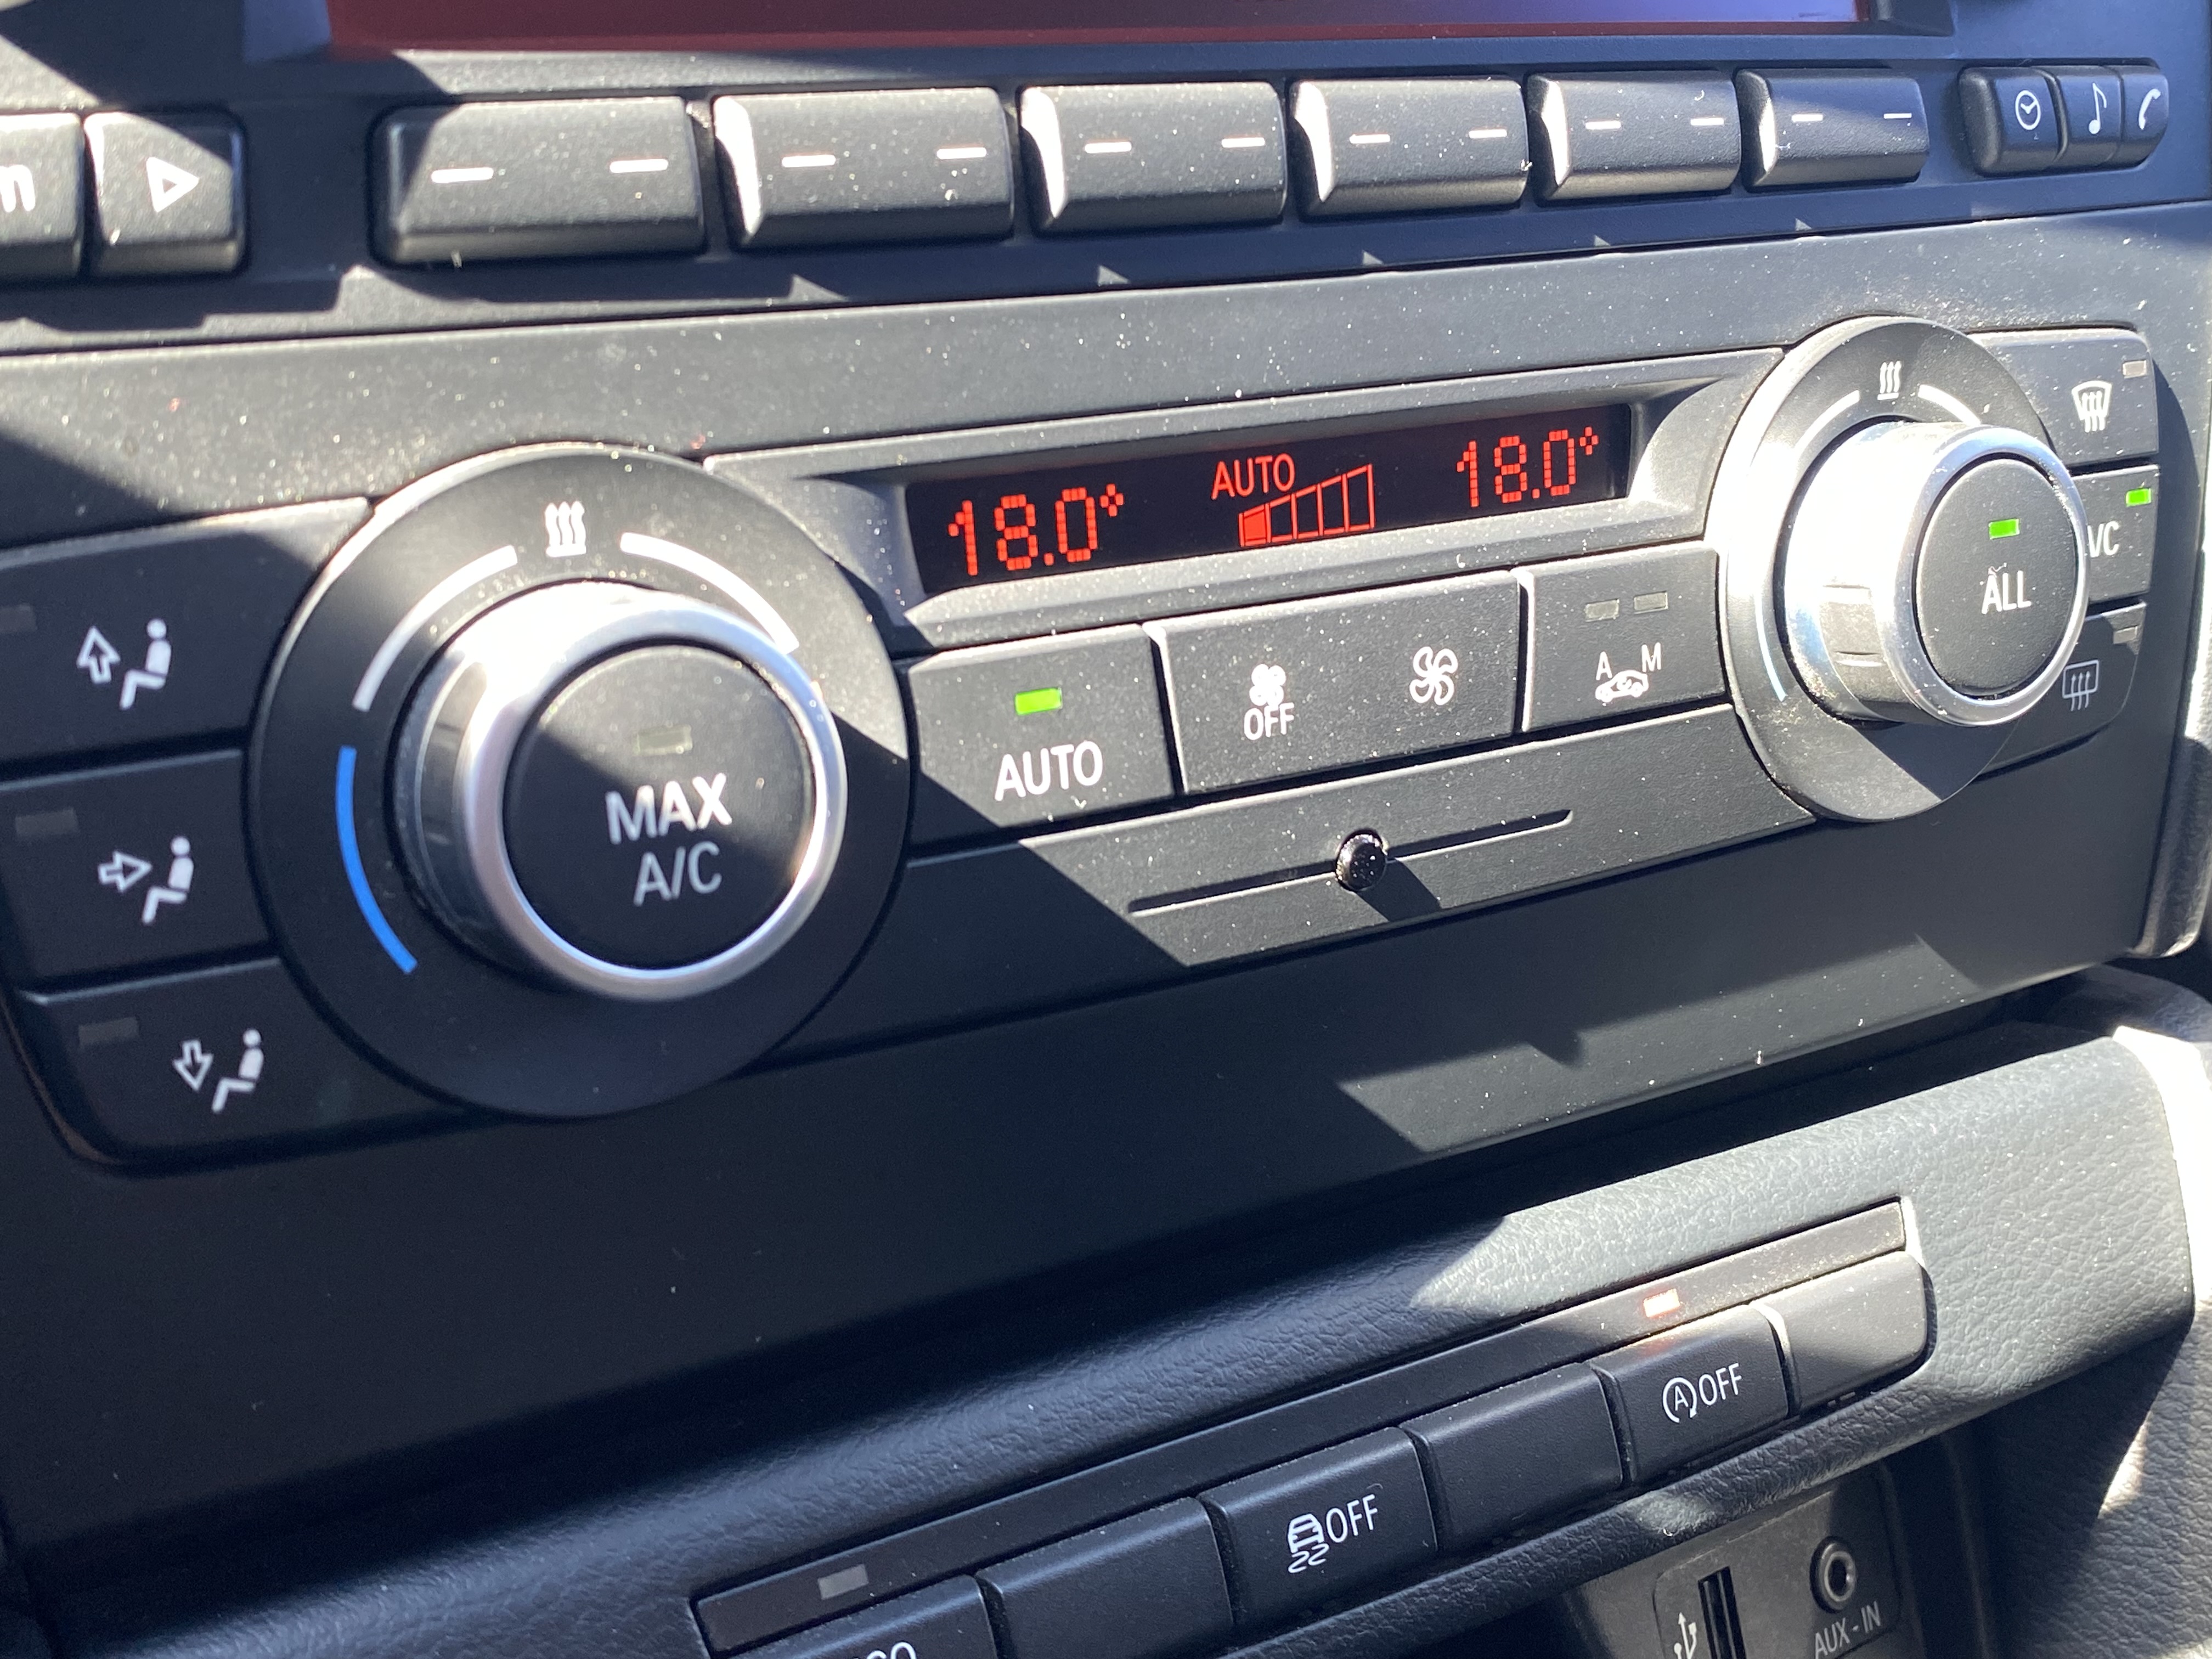 18.0° AUTO 18.0°
MAX
A/C
AUTO
OFF
A M
ALL
OFF
A OFF
AUX-IN